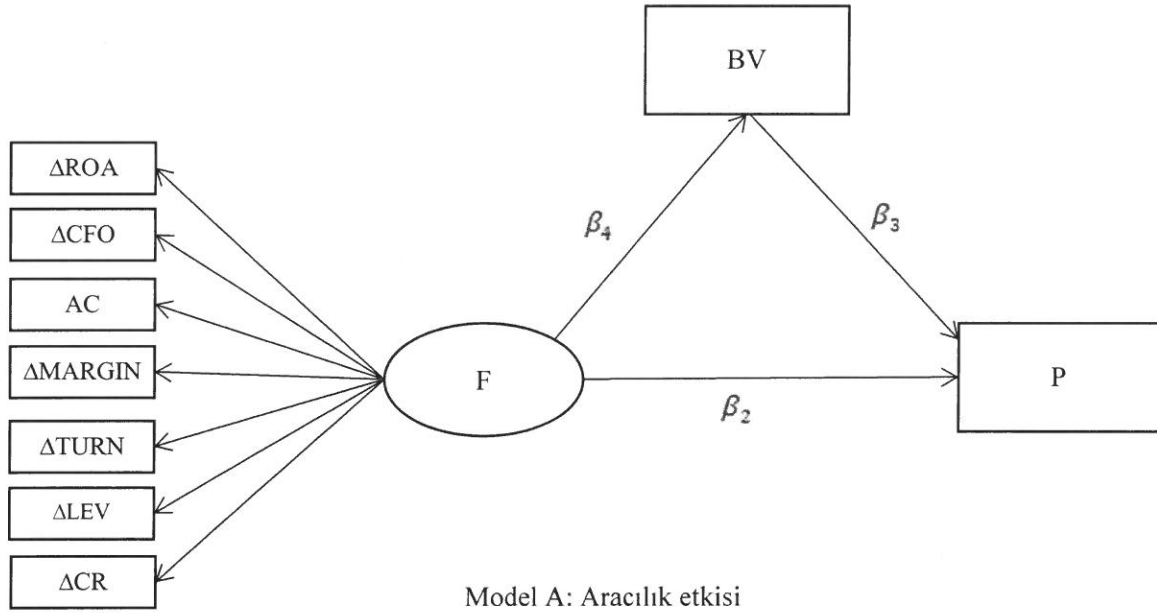 BV
ΔROA
ΔCFO
AC
ΔMARGIN
ΔTURN
ΔLEV
ΔCR
F
β₄
β₃
β₂
P
Model A: Aracılık etkisi